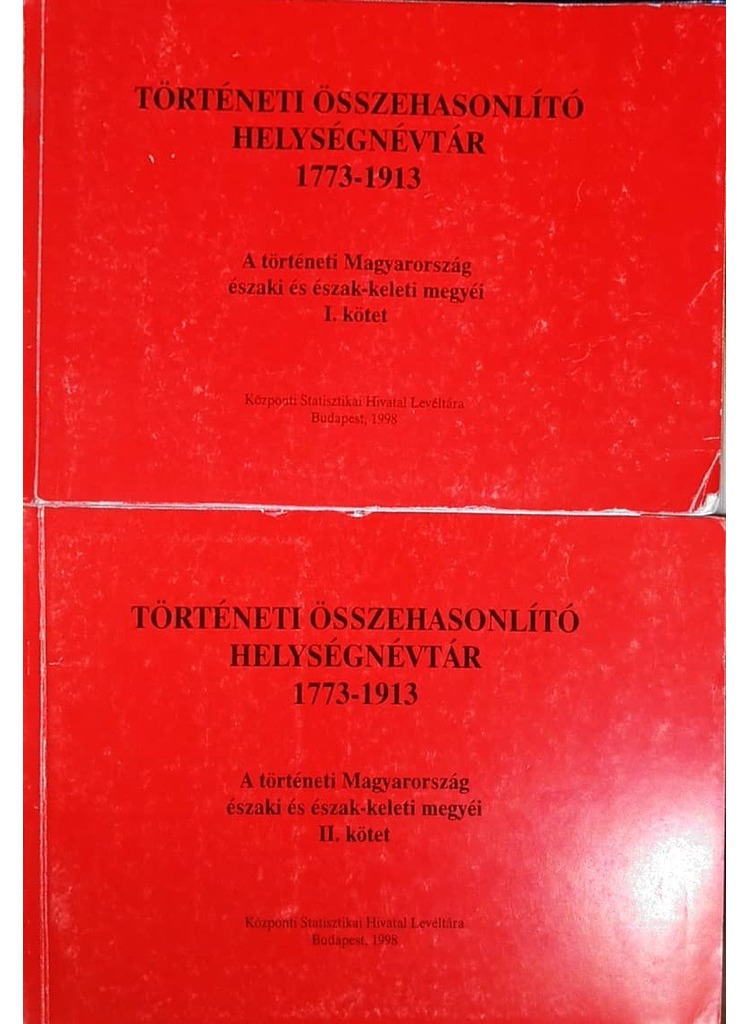 TÖRTÉNETI ÖSSZEHASONLÍTÓ
HELYSÉGNÉVTÁR
1773-1913
A történeti Magyarország
északi és észak-keleti megyéi
I. kötet
Központi Statisztikai Hivatal Levéltára
Budapest, 1998
TÖRTÉNETI ÖSSZEHASONLÍTÓ
HELYSÉGNÉVTÁR
1773-1913
A történeti Magyarország
északi és észak-keleti megyéi
II. kötet
Központi Statisztikai Hivatal Levéltára
Budapest, 1998